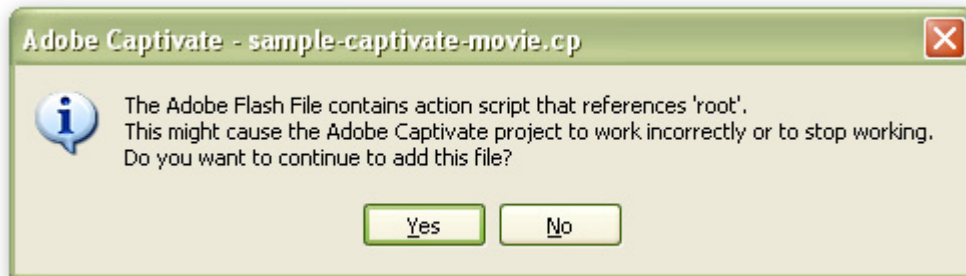 Adobe Captivate - sample-captivate-movie.cp
The Adobe Flash File contains action script that references 'root'.
This might cause the Adobe Captivate project to work incorrectly or to stop working.
Do you want to continue to add this file?
Yes No